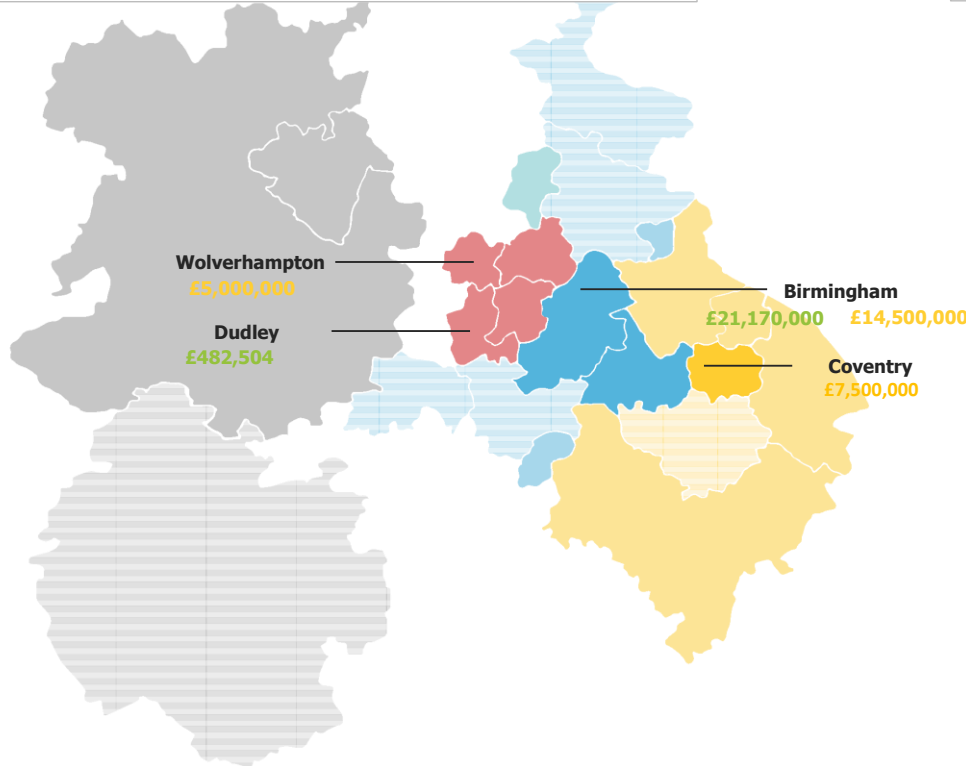 Wolverhampton
£5,000,000
Birmingham
£21,170,000 £14,500,000
Dudley
£482,504
Coventry
£7,500,000